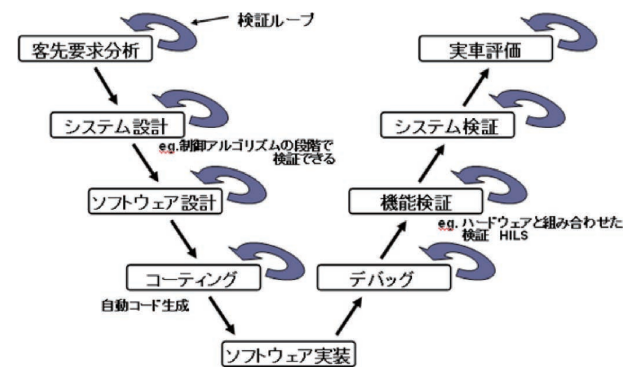 検証ループ
客先要求分析
実車評価
システム設計
システム検証
eg.制御アルゴリズムの段階で
検証できる
ソフトウェア設計
機能検証
eg. ハードウェアと組み合わせた
検証 HILS
コーティング
デバッグ
自動コード生成
ソフトウェア実装